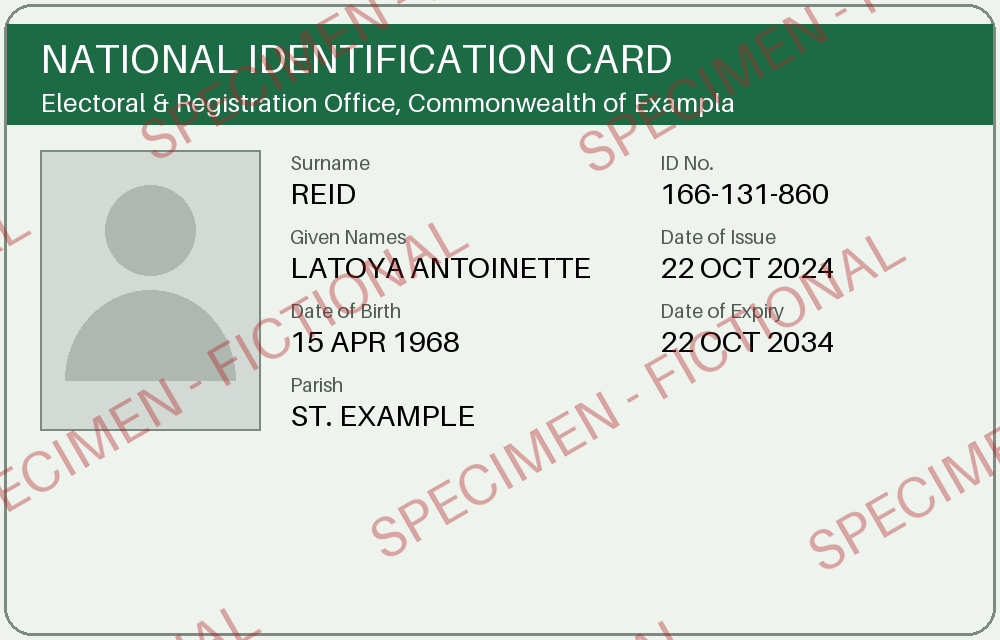 NATIONAL IDENTIFICATION CARD
Electoral & Registration Office, Commonwealth of Exampla
Surname
REID
Given Names
LATOYA ANTOINETTE
Date of Birth
15 APR 1968
Parish
ST. EXAMPLE
ID No.
166-131-860
Date of Issue
22 OCT 2024
Date of Expiry
22 OCT 2034
SPECIMEN - FICTIONAL
SPECIMEN - FICTIONAL
SPECIMEN
SPECIMEN - F